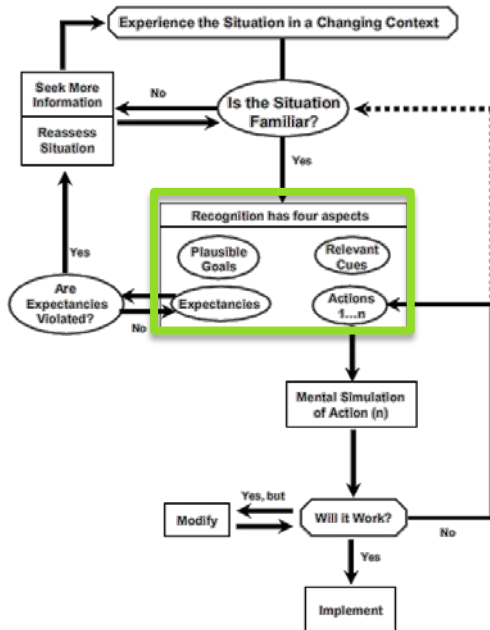 Experience the Situation in a Changing Context
Seek More
Information
Reassess
Situation
No
Is the Situation
Familiar?
Yes
Recognition has four aspects
Plausible
Goals
Relevant
Cues
Yes
Are
Expectancies
Violated?
No
Expectancies
Actions
1...n
Mental Simulation
of Action (n)
Yes, but
Modify
Will it Work?
No
Yes
Implement